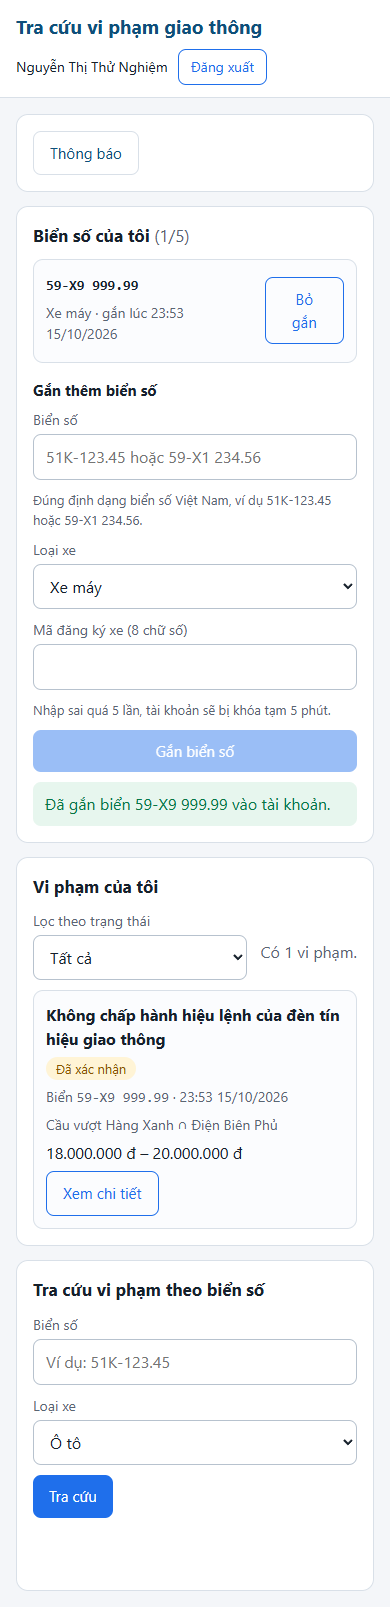 Tra cứu vi phạm giao thông
Nguyễn Thị Thử Nghiệm
Đăng xuất
Thông báo
Biển số của tôi (1/5)
59-X9 999.99
Xe máy · gắn lúc 23:53
15/10/2026
Bỏ
gắn
Gắn thêm biển số
Biển số
51K-123.45 hoặc 59-X1 234.56
Đúng định dạng biển số Việt Nam, ví dụ 51K-123.45
hoặc 59-X1 234.56.
Loại xe
Xe máy
Mã đăng ký xe (8 chữ số)
Nhập sai quá 5 lần, tài khoản sẽ bị khóa tạm 5 phút.
Gắn biển số
Đã gắn biển 59-X9 999.99 vào tài khoản.
Vi phạm của tôi
Lọc theo trạng thái
Tất cả
Có 1 vi phạm.
Không chấp hành hiệu lệnh của đèn tín
hiệu giao thông
Đã xác nhận
Biển 59-X9 999.99 · 23:53 15/10/2026
Cầu vượt Hàng Xanh ∩ Điện Biên Phủ
18.000.000 đ – 20.000.000 đ
Xem chi tiết
Tra cứu vi phạm theo biển số
Biển số
Ví dụ: 51K-123.45
Loại xe
Ô tô
Tra cứu